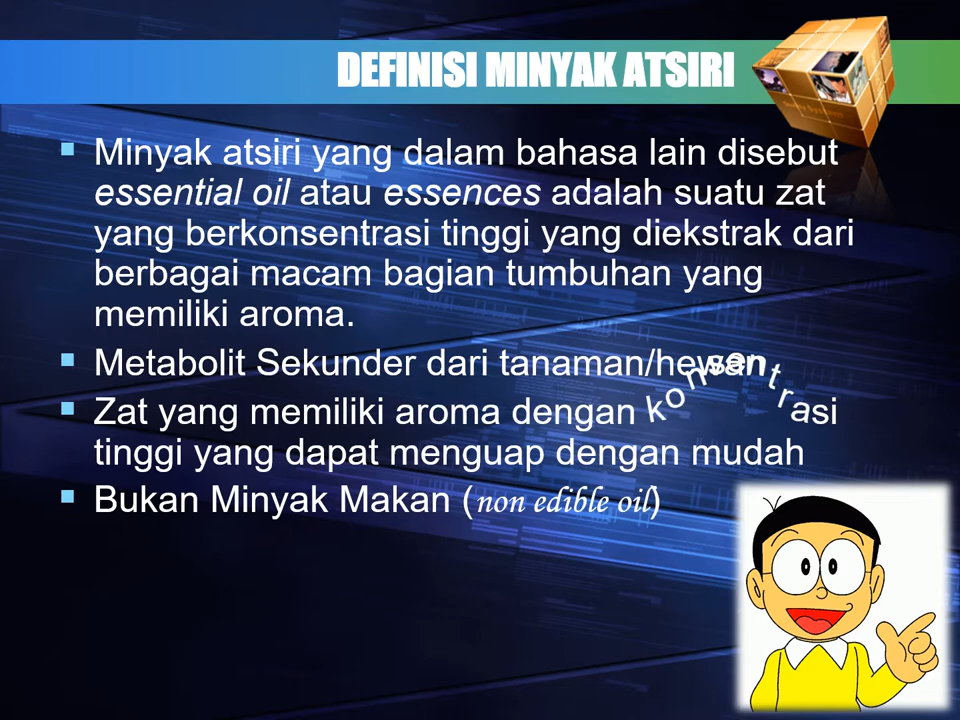 DEFINISI MINYAK ATSIRI
Minyak atsiri yang dalam bahasa lain disebut
essential oil atau essences adalah suatu zat
yang berkonsentrasi tinggi yang diekstrak dari
berbagai macam bagian tumbuhan yang
memiliki aroma.
Metabolit Sekunder dari tanaman/hewan
Zat yang memiliki aroma dengan konsentrasi
tinggi yang dapat menguap dengan mudah
Bukan Minyak Makan (non edible oil)